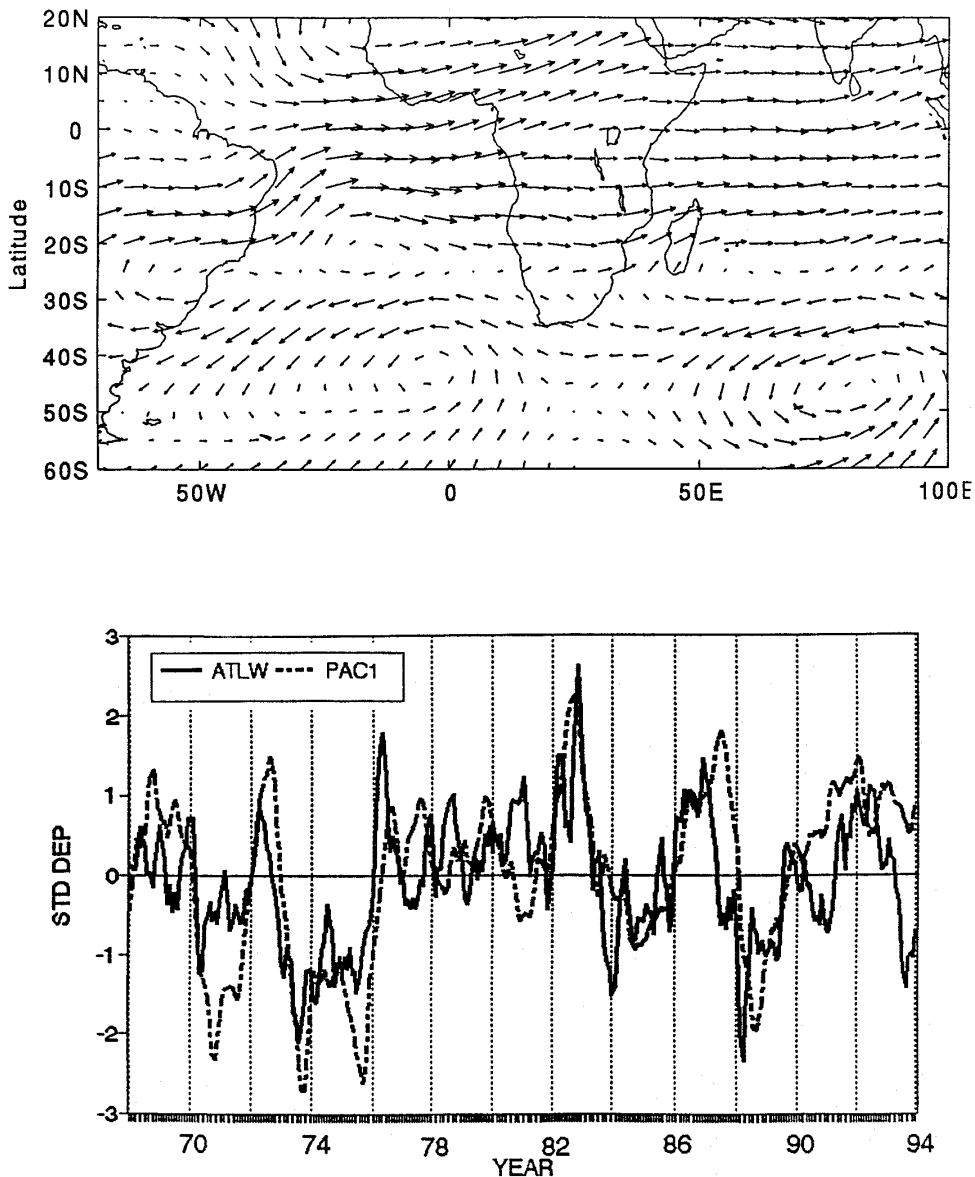 20N
10N
0
10S
20S
30S
40S
50S
60S
Latitude
50W 0 50E 100E
3
2
1
0
-1
-2
-3
STD DEP
ATLW PAC1
70 74 78 82 86 90 94
YEAR